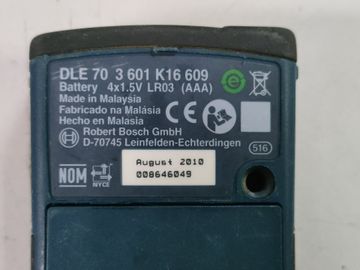 DLE 70 3 601 K16 609
Battery 4x1.5V LR03 (AAA)
Made in Malaysia
Fabricado na Malásia
Hecho en Malasia
CE
Robert Bosch GmbH
D-70745 Leinfelden-Echterdingen
516
NOM
NYCE
August 2010
008646049